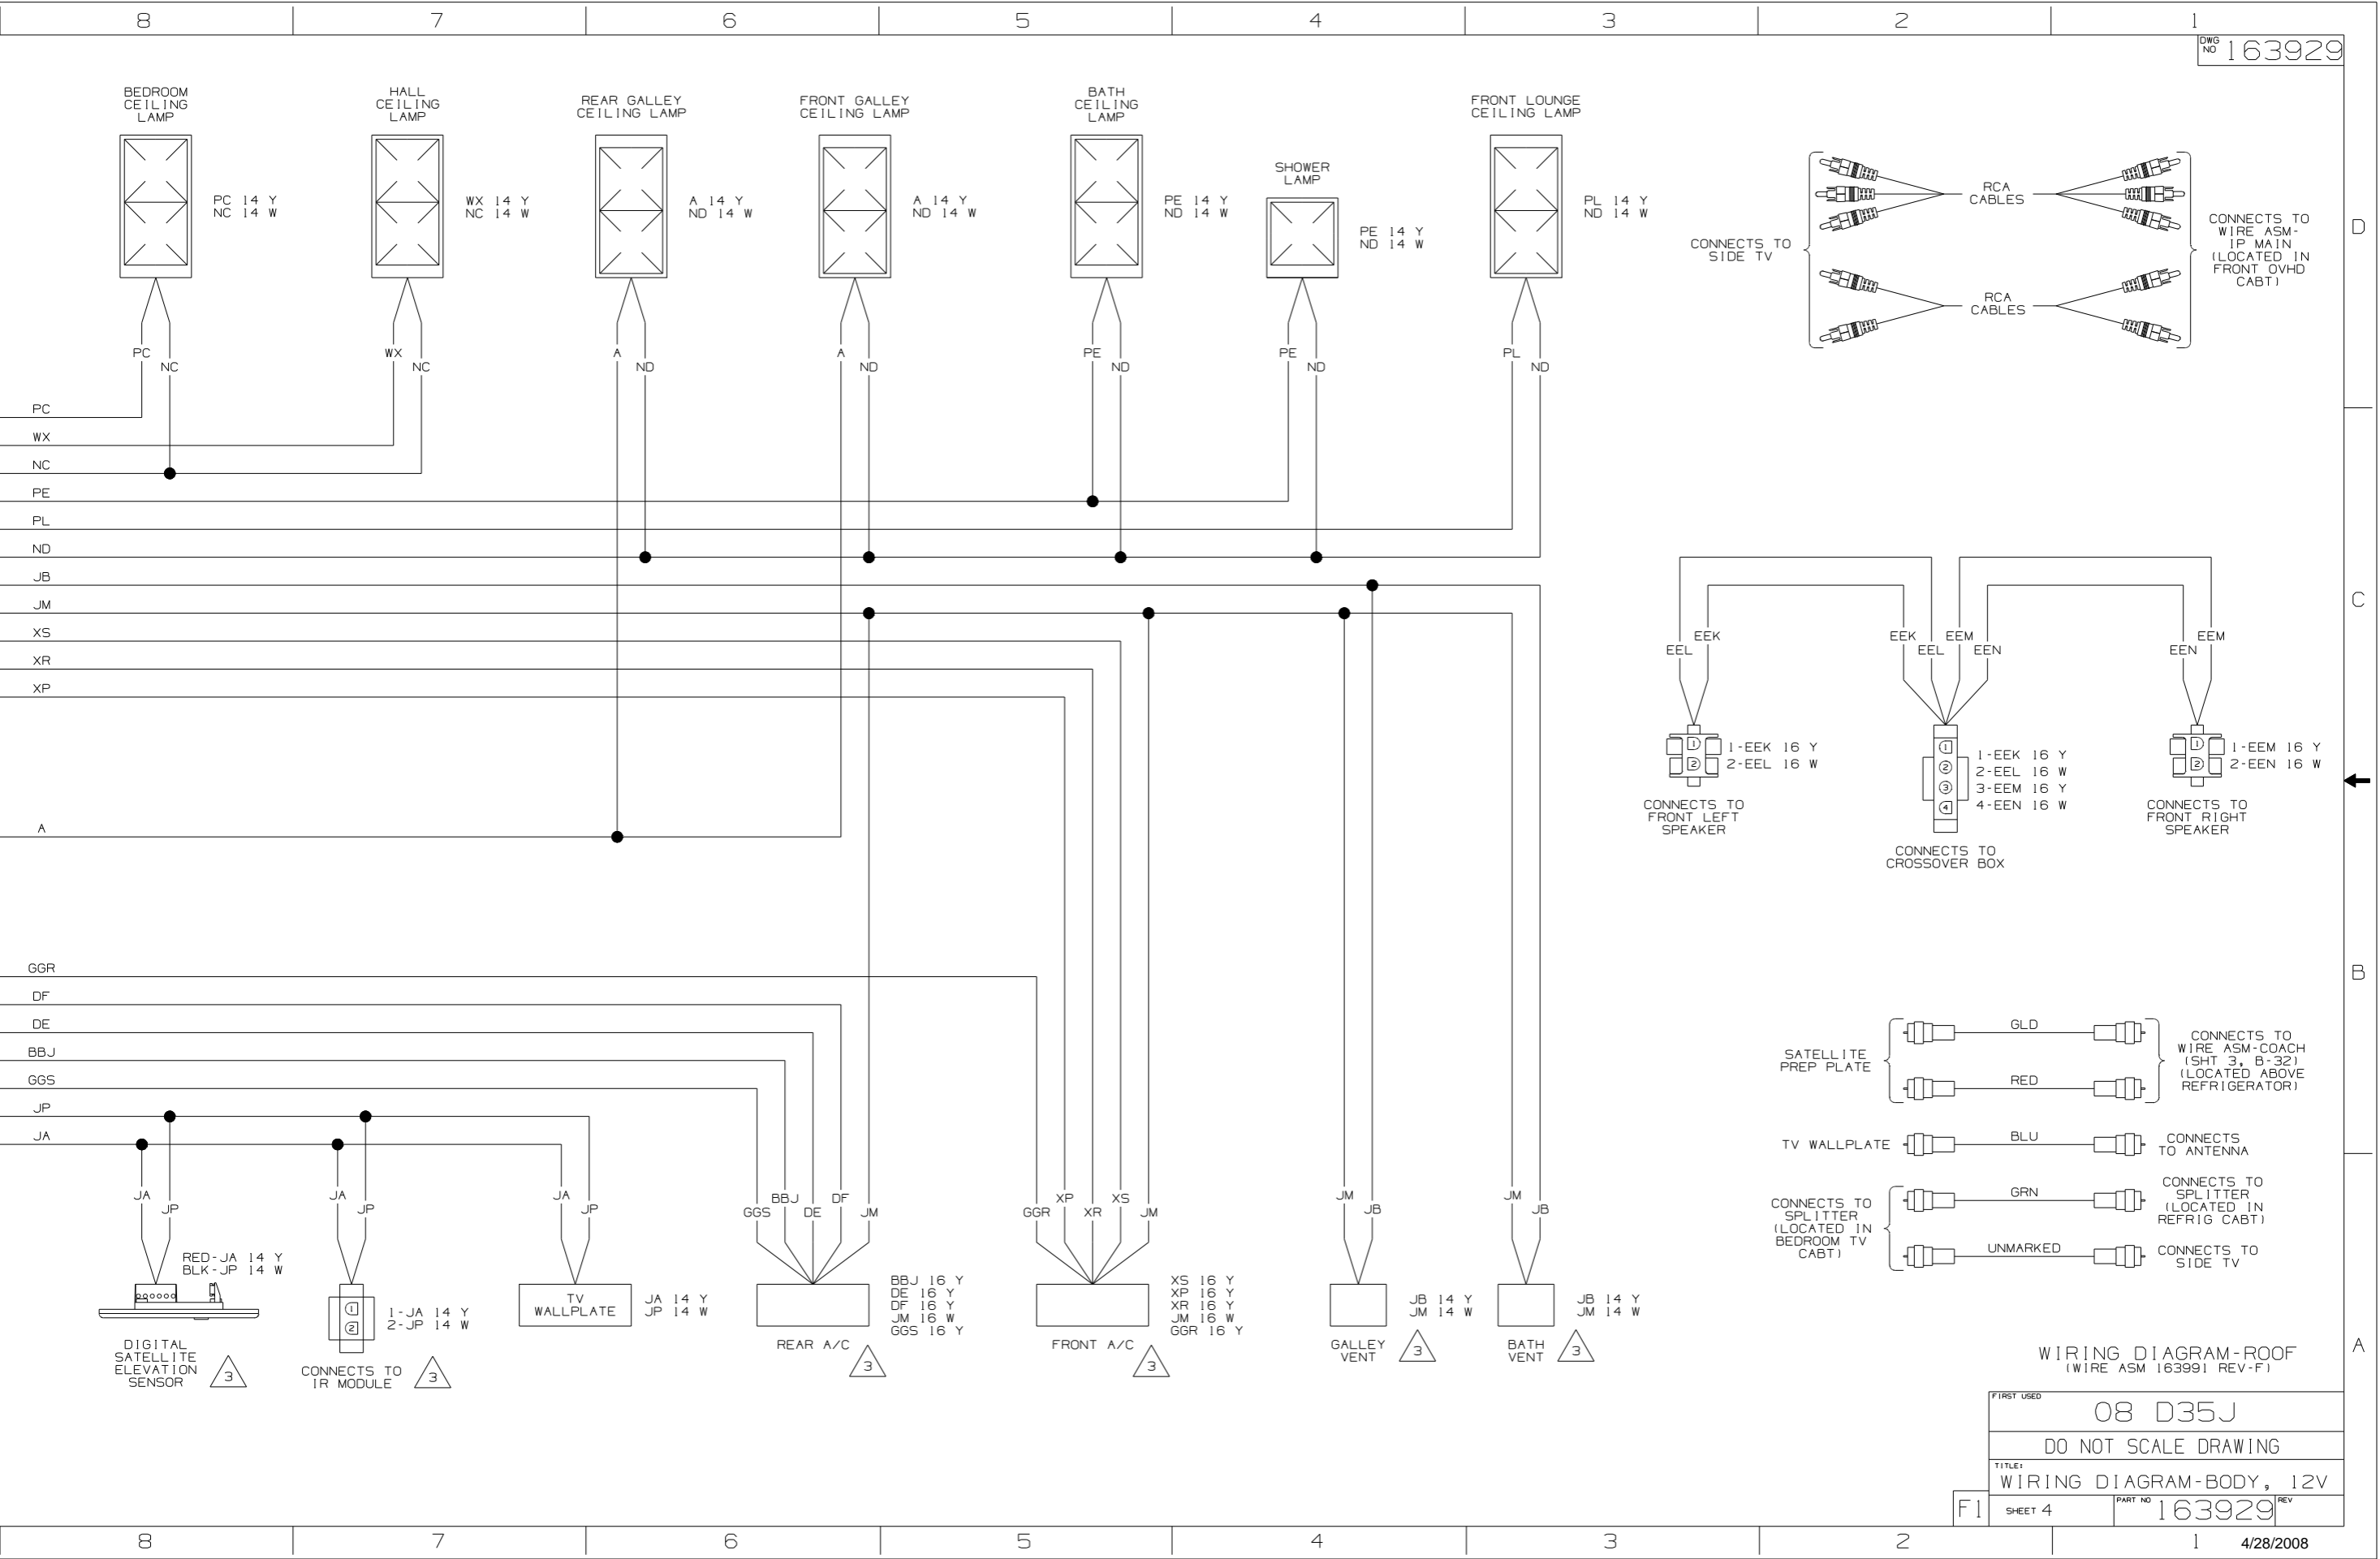 8 7 6 5 4 3 2 1
DWG NO 163929
BEDROOM
CEILING
LAMP
HALL
CEILING
LAMP
REAR GALLEY
CEILING LAMP
FRONT GALLEY
CEILING LAMP
BATH
CEILING
LAMP
SHOWER
LAMP
FRONT LOUNGE
CEILING LAMP
PC 14 Y
NC 14 W
WX 14 Y
NC 14 W
A 14 Y
ND 14 W
A 14 Y
ND 14 W
PE 14 Y
ND 14 W
PE 14 Y
ND 14 W
PL 14 Y
ND 14 W
CONNECTS TO
SIDE TV
RCA
CABLES
RCA
CABLES
CONNECTS TO
WIRE ASM-
IP MAIN
(LOCATED IN
FRONT OVHD
CABT)
D
PC
NC
WX
NC
A
ND
A
ND
PE
ND
PE
ND
PL
ND
PC
WX
NC
PE
PL
ND
JB
JM
XS
XR
XP
A
C
EEK
EEL
EEK
EEL
EEM
EEN
EEM
EEN
1
2
1-EEK 16 Y
2-EEL 16 W
CONNECTS TO
FRONT LEFT
SPEAKER
1
2
3
4
1-EEK 16 Y
2-EEL 16 W
3-EEM 16 Y
4-EEN 16 W
CONNECTS TO
CROSSOVER BOX
1
2
1-EEM 16 Y
2-EEN 16 W
CONNECTS TO
FRONT RIGHT
SPEAKER
GGR
DF
DE
BBJ
GGS
JP
JA
B
SATELLITE
PREP PLATE
GLD
RED
CONNECTS TO
WIRE ASM-COACH
(SHT 3, B-32)
(LOCATED ABOVE
REFRIGERATOR)
TV WALLPLATE
BLU
CONNECTS
TO ANTENNA
CONNECTS TO
SPLITTER
(LOCATED IN
BEDROOM TV
CABT)
GRN
CONNECTS TO
SPLITTER
(LOCATED IN
REFRIG CABT)
UNMARKED
CONNECTS TO
SIDE TV
JA
JP
RED-JA 14 Y
BLK-JP 14 W
DIGITAL
SATELLITE
ELEVATION
SENSOR
3
JA
JP
1
2
1-JA 14 Y
2-JP 14 W
CONNECTS TO
IR MODULE
3
JA
JP
TV
WALLPLATE
JA 14 Y
JP 14 W
GGS
BBJ
DE
DF
JM
BBJ 16 Y
DE 16 Y
DF 16 Y
JM 16 W
GGS 16 Y
REAR A/C
3
GGR
XP
XR
XS
JM
XS 16 Y
XP 16 Y
XR 16 Y
JM 16 W
GGR 16 Y
FRONT A/C
3
JM
JB
JB 14 Y
JM 14 W
GALLEY
VENT
3
JM
JB
JB 14 Y
JM 14 W
BATH
VENT
3
A
WIRING DIAGRAM-ROOF
(WIRE ASM 163991 REV-F)
FIRST USED
08 D35J
DO NOT SCALE DRAWING
TITLE:
WIRING DIAGRAM-BODY, 12V
F1 SHEET 4 PART NO 163929 REV
8 7 6 5 4 3 2 1
4/28/2008